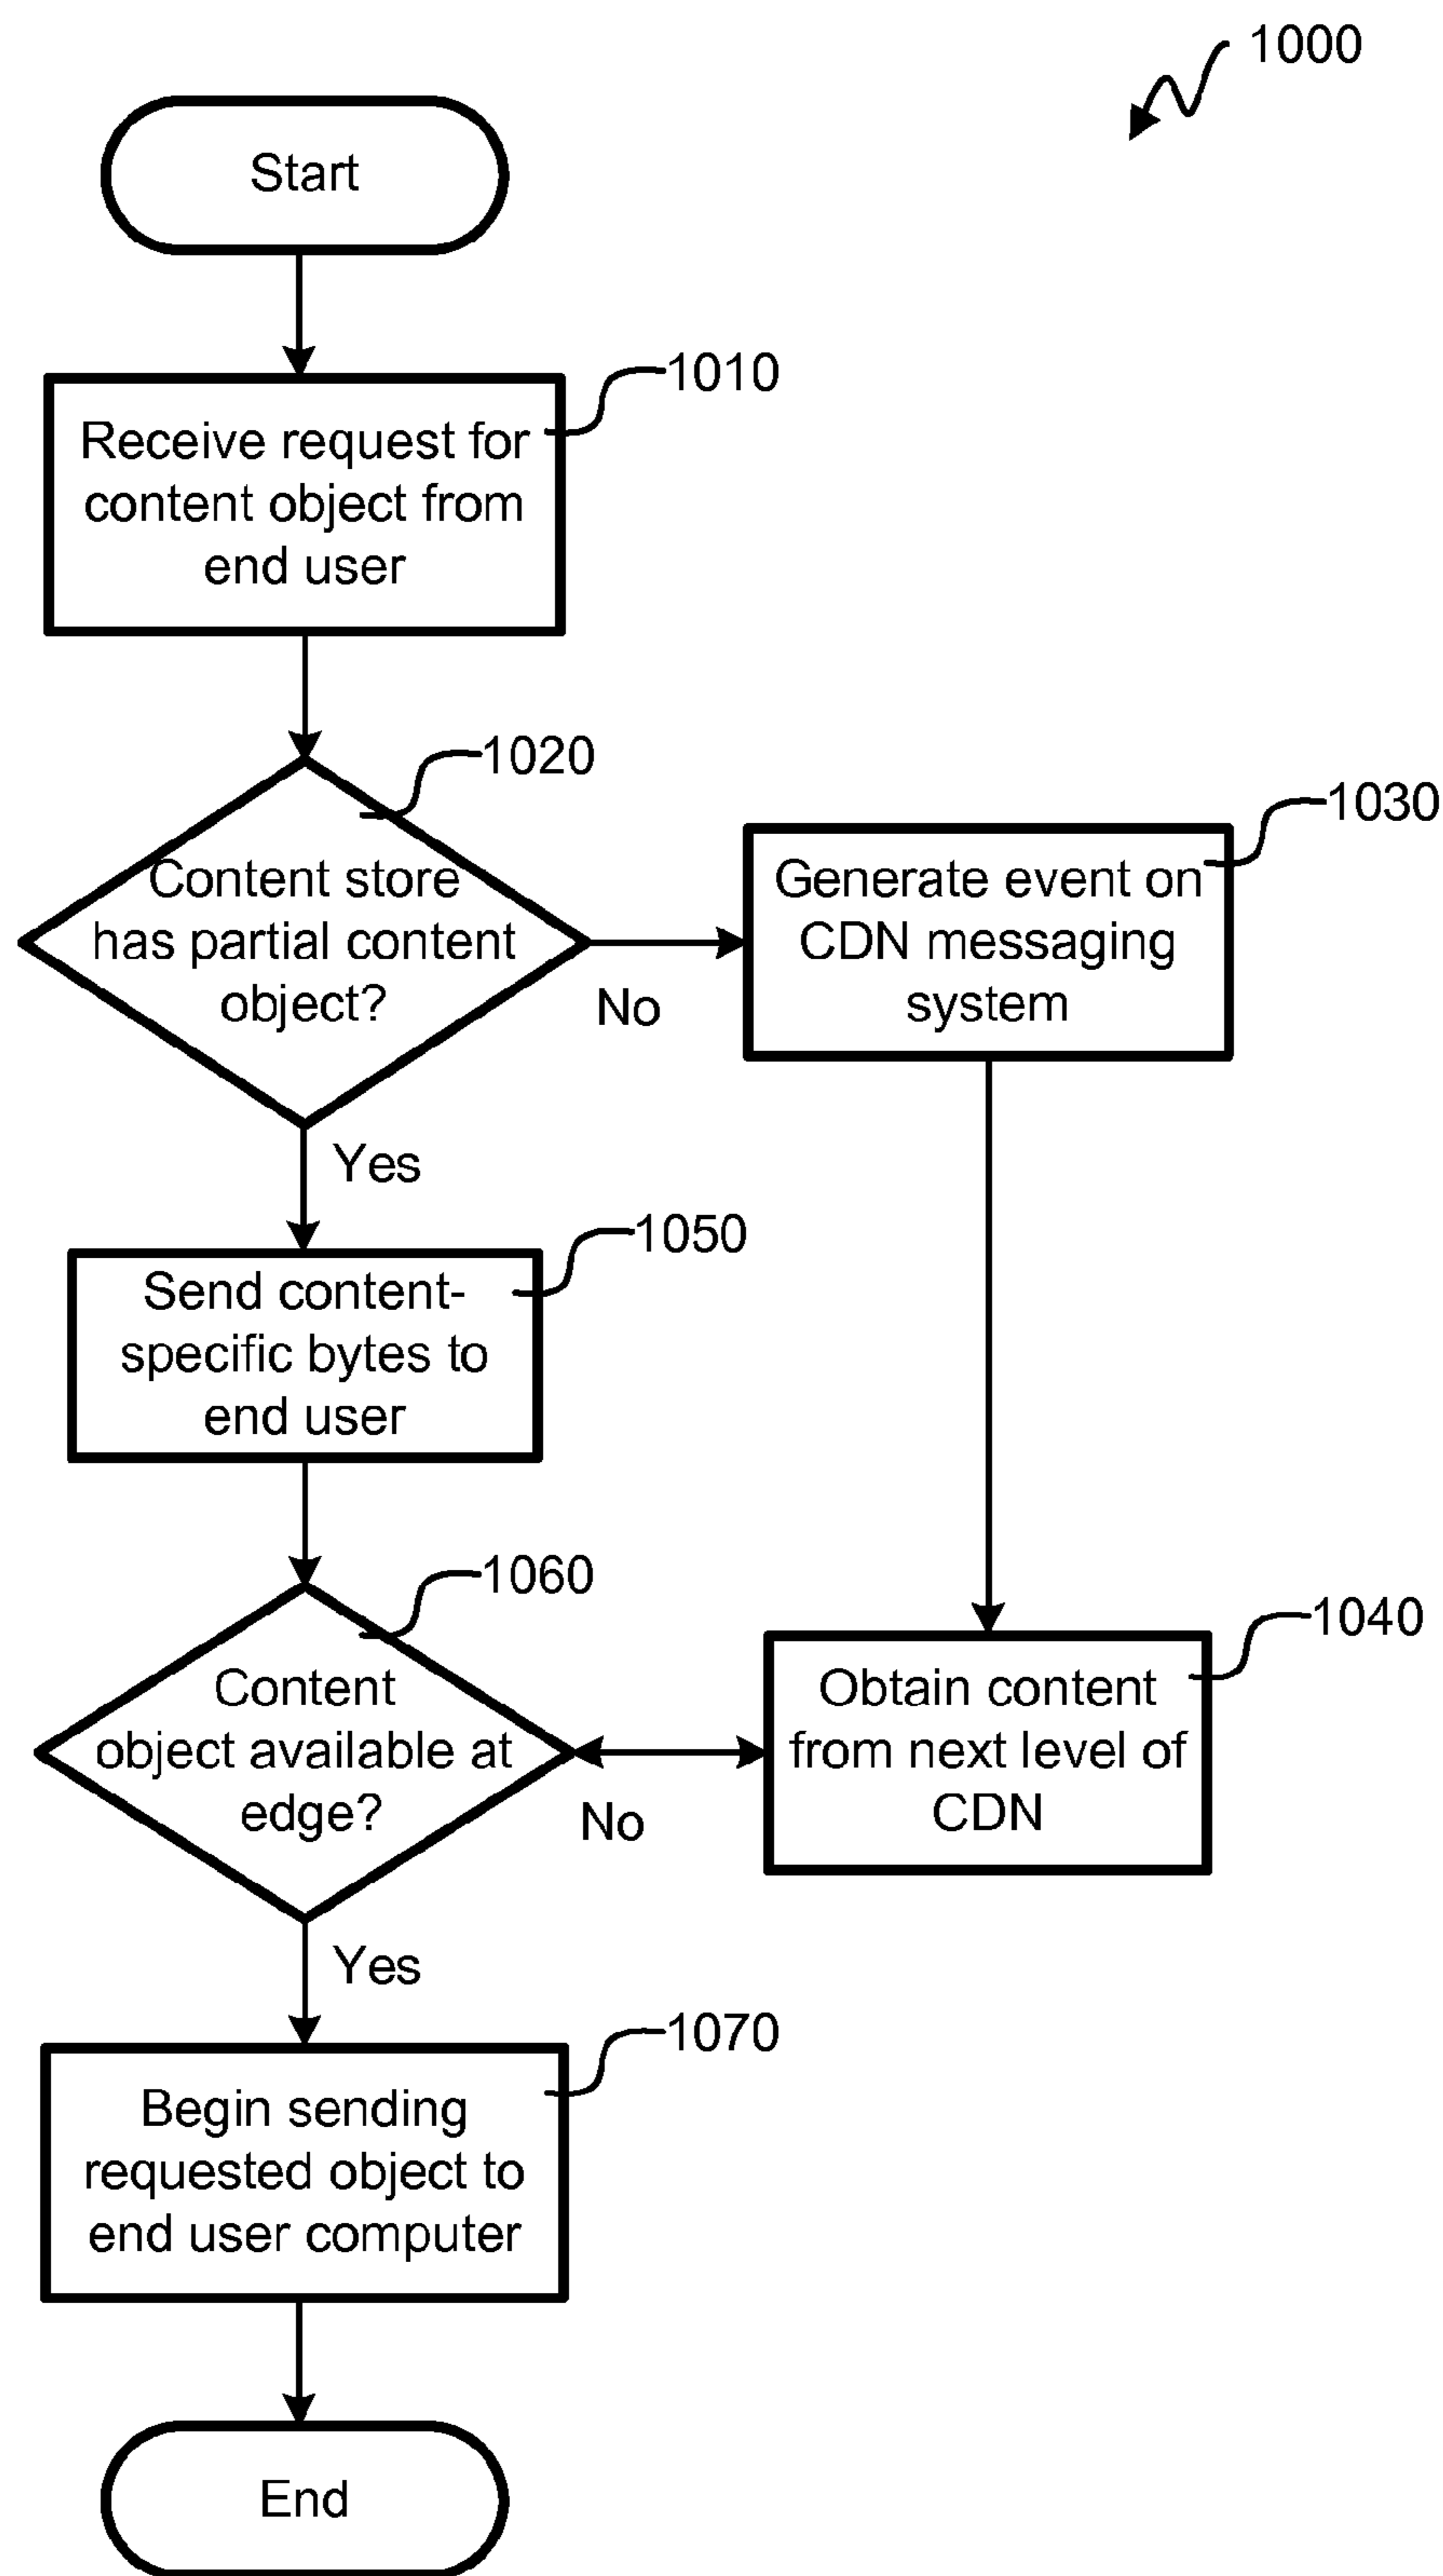 1000
Start
1010
Receive request for
content object from
end user
1020
Content store
has partial content
object?
No
Yes
1030
Generate event on
CDN messaging
system
1050
Send content-
specific bytes to
end user
1060
Content
object available at
edge?
No
Yes
1040
Obtain content
from next level of
CDN
1070
Begin sending
requested object to
end user computer
End